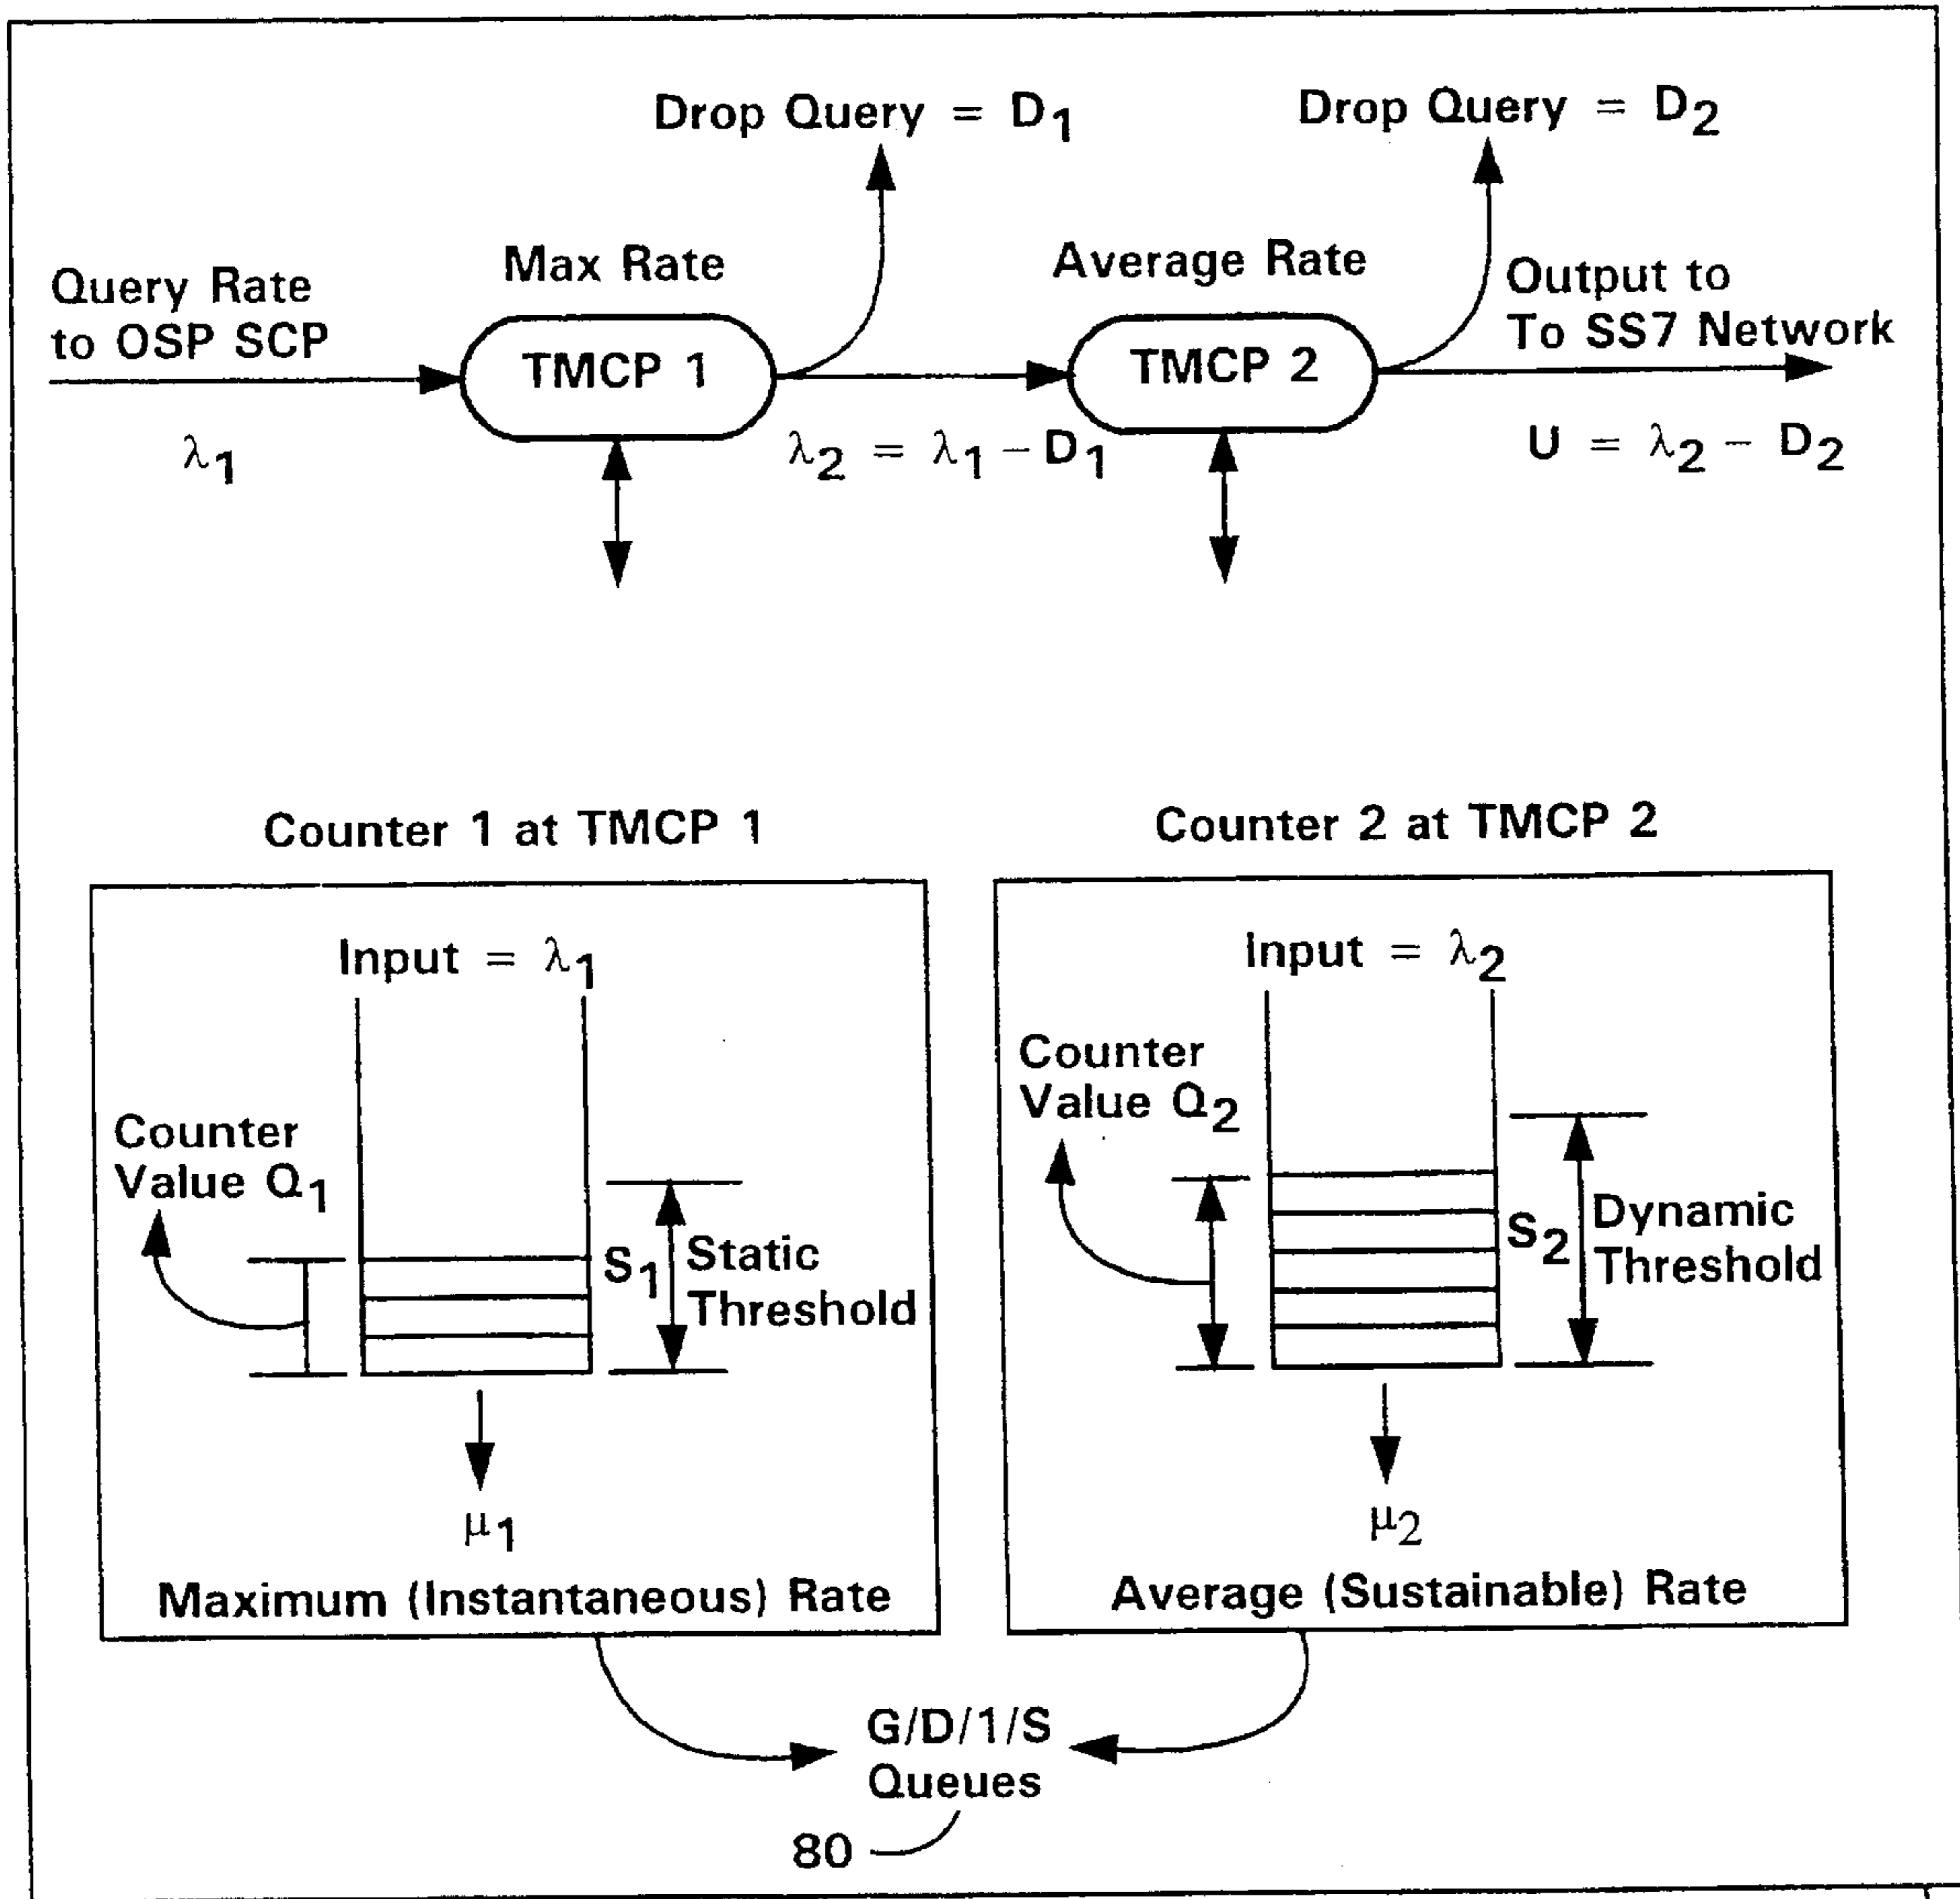 Drop Query = D1
Drop Query = D2
Max Rate
Average Rate
Query Rate
to OSP SCP
Output to
To SS7 Network
TMCP 1
TMCP 2
λ1
λ2 = λ1 – D1
U = λ2 – D2
Counter 1 at TMCP 1
Counter 2 at TMCP 2
Input = λ1
Counter
Value Q1
S1
Static
Threshold
μ1
Maximum (Instantaneous) Rate
Input = λ2
Counter
Value Q2
S2
Dynamic
Threshold
μ2
Average (Sustainable) Rate
G/D/1/S
Queues
80